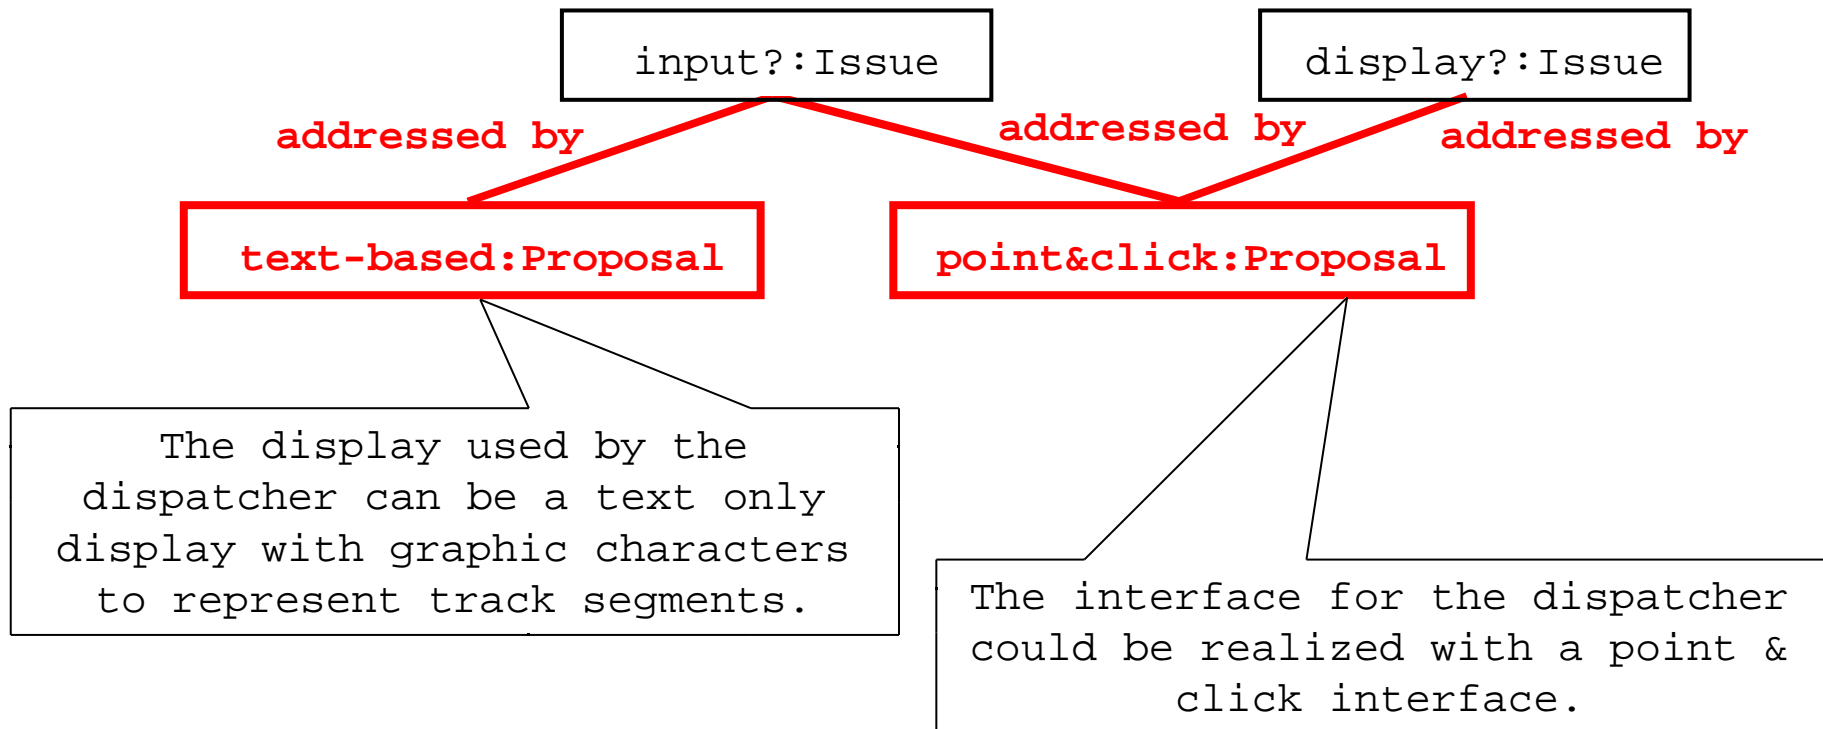 input?:Issue
display?:Issue
addressed by
addressed by
addressed by
text-based:Proposal
point&click:Proposal
The display used by the
dispatcher can be a text only
display with graphic characters
to represent track segments.
The interface for the dispatcher
could be realized with a point &
click interface.